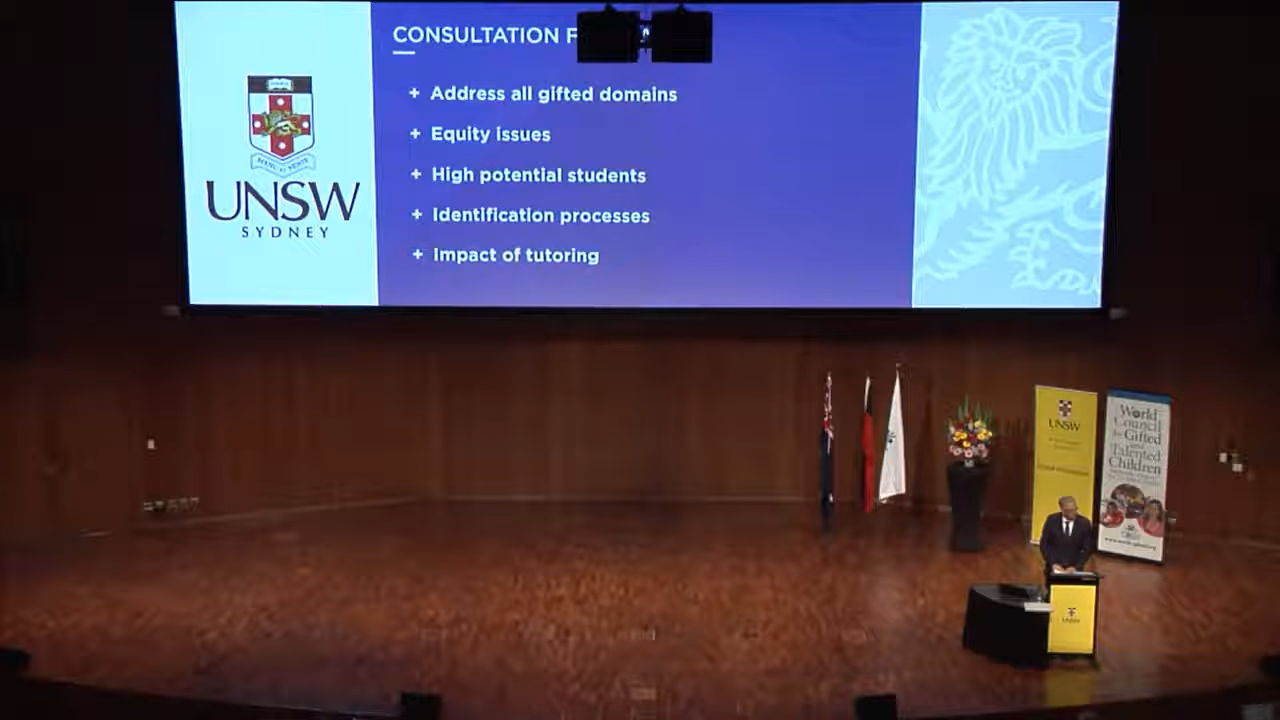 CONSULTATION
+ Address all gifted domains
+ Equity issues
+ High potential students
+ Identification processes
+ Impact of tutoring
UNSW
SYDNEY
UNSW
World
Council
for Gifted
and
Talented
Children
UNSW